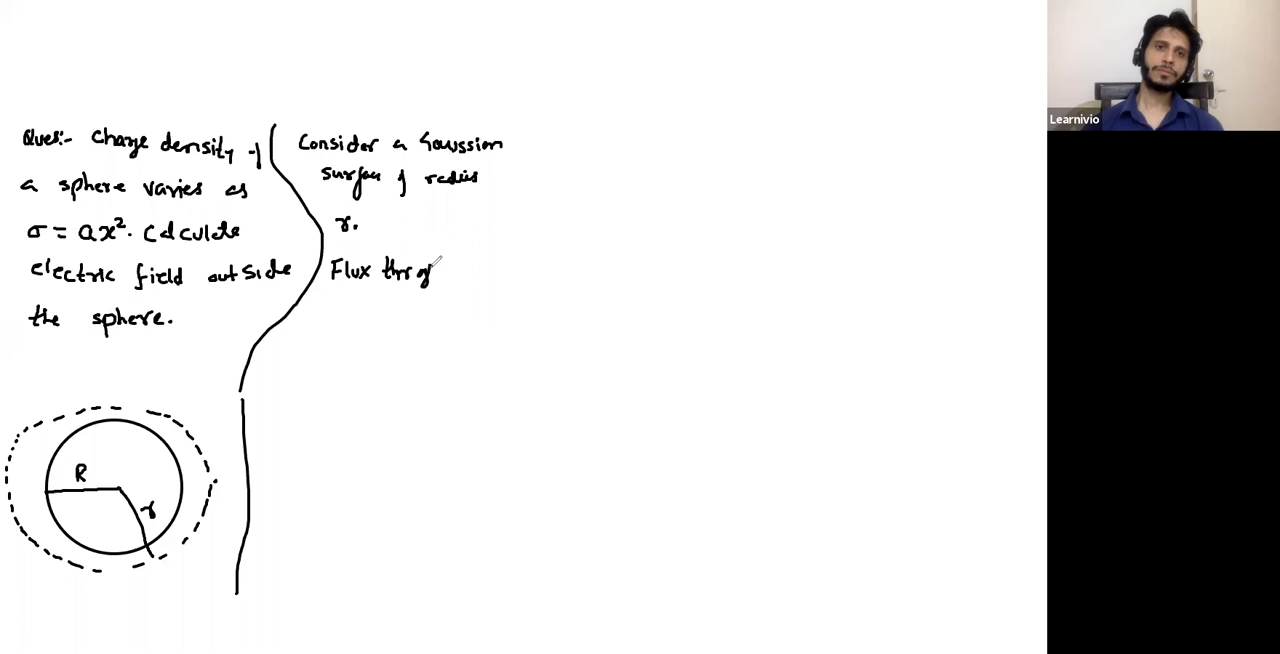 Ques:- Charge density of
a sphere varies as
σ = ax². Calculate
electric field outside
the sphere.
Consider a Gaussian
surface of radius
r.
Flux throg
R
r
Learnivio